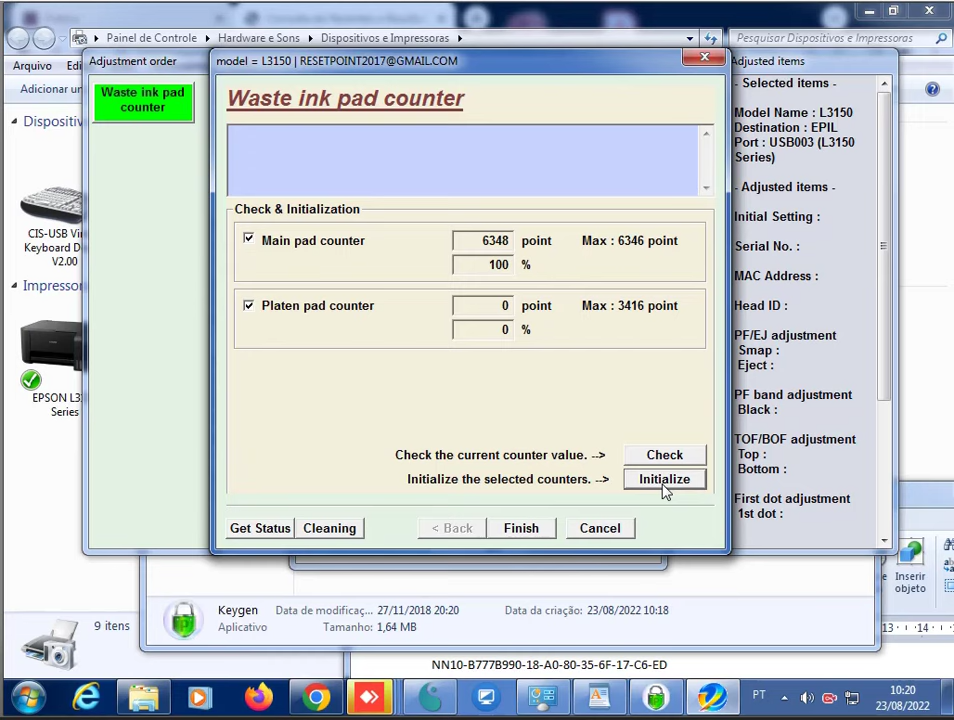 Painel de Controle
Hardware e Sons
Dispositivos e Impressoras
Pesquisar Dispositivos e Impressoras
Arquivo
Adjustment order
model = L3150 | RESETPOINT2017@GMAIL.COM
Adjusted items
Adicionar un
Waste ink pad
counter
Waste ink pad counter
- Selected items -
Model Name : L3150
Destination : EPIL
Port : USB003 (L3150
Series)
- Adjusted items -
Initial Setting :
Serial No. :
MAC Address :
Head ID :
PF/EJ adjustment
Smap :
Eject :
PF band adjustment
Black :
TOF/BOF adjustment
Top :
Bottom :
First dot adjustment
1st dot :
Dispositiv
CIS-USB Vir
Keyboard D
V2.00
Impressor
EPSON L3
Series
Check & Initialization
Main pad counter
6348 point Max : 6346 point
100 %
Platen pad counter
0 point Max : 3416 point
0 %
Check the current counter value. -->
Check
Initialize the selected counters. -->
Initialize
Get Status
Cleaning
< Back
Finish
Cancel
Inserir
objeto
Keygen
Data de modificaç... 27/11/2018 20:20
Data da criação: 23/08/2022 10:18
Aplicativo
Tamanho: 1,64 MB
9 itens
13 14
NN10-B777B990-18-A0-80-35-6F-17-C6-ED
PT
10:20
23/08/2022